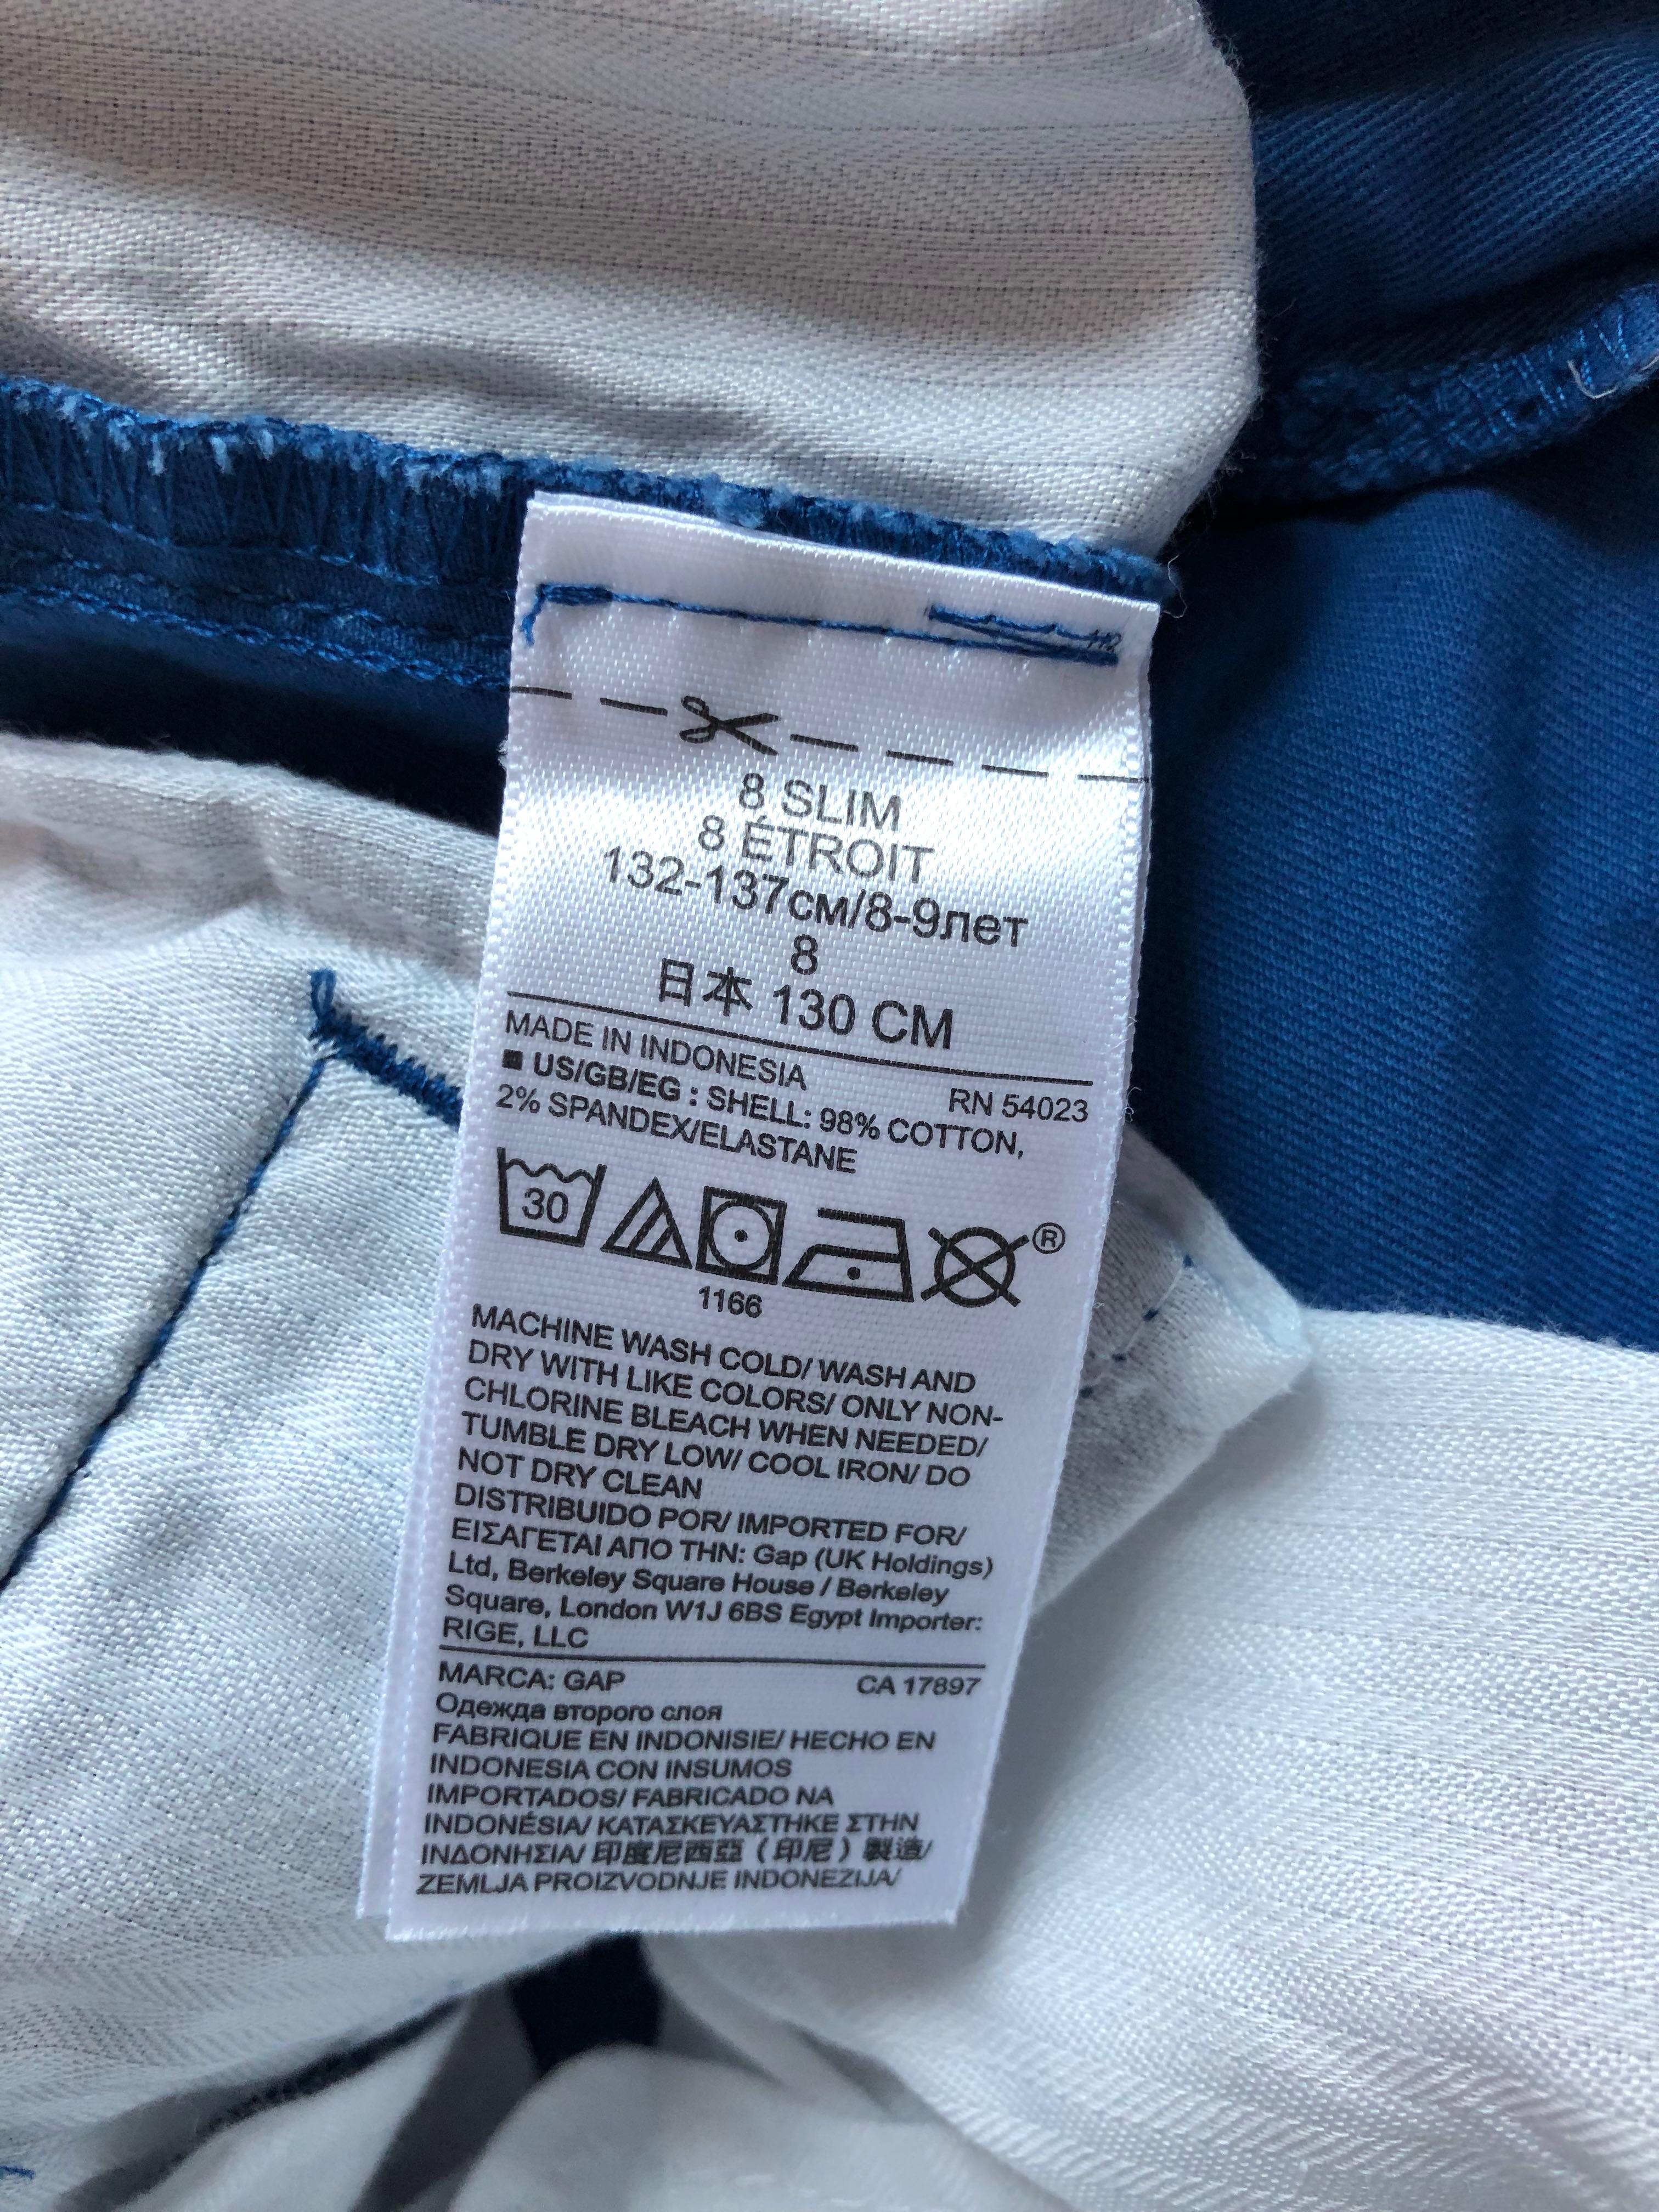 8 SLIM
8 ÉTROIT
132-137см/8-9лет
8
日本 130 CM
MADE IN INDONESIA
RN 54023
■ US/GB/EG : SHELL: 98% COTTON,
2% SPANDEX/ELASTANE
30
®
1166
MACHINE WASH COLD/ WASH AND
DRY WITH LIKE COLORS/ ONLY NON-
CHLORINE BLEACH WHEN NEEDED/
TUMBLE DRY LOW/ COOL IRON/ DO
NOT DRY CLEAN
DISTRIBUIDO POR/ IMPORTED FOR/
ΕΙΣΑΓΕΤΑΙ ΑΠΟ ΤΗΝ: Gap (UK Holdings)
Ltd, Berkeley Square House / Berkeley
Square, London W1J 6BS Egypt Importer:
RIGE, LLC
MARCA: GAP
CA 17897
Одежда второго слоя
FABRIQUE EN INDONISIE/ HECHO EN
INDONESIA CON INSUMOS
IMPORTADOS/ FABRICADO NA
INDONÉSIA/ ΚΑΤΑΣΚΕΥΑΣΤΗΚΕ ΣΤΗΝ
ΙΝΔΟΝΗΣΙΑ/ 印度尼西亞（印尼）製造/
ZEMLJA PROIZVODNJE INDONEZIJA/